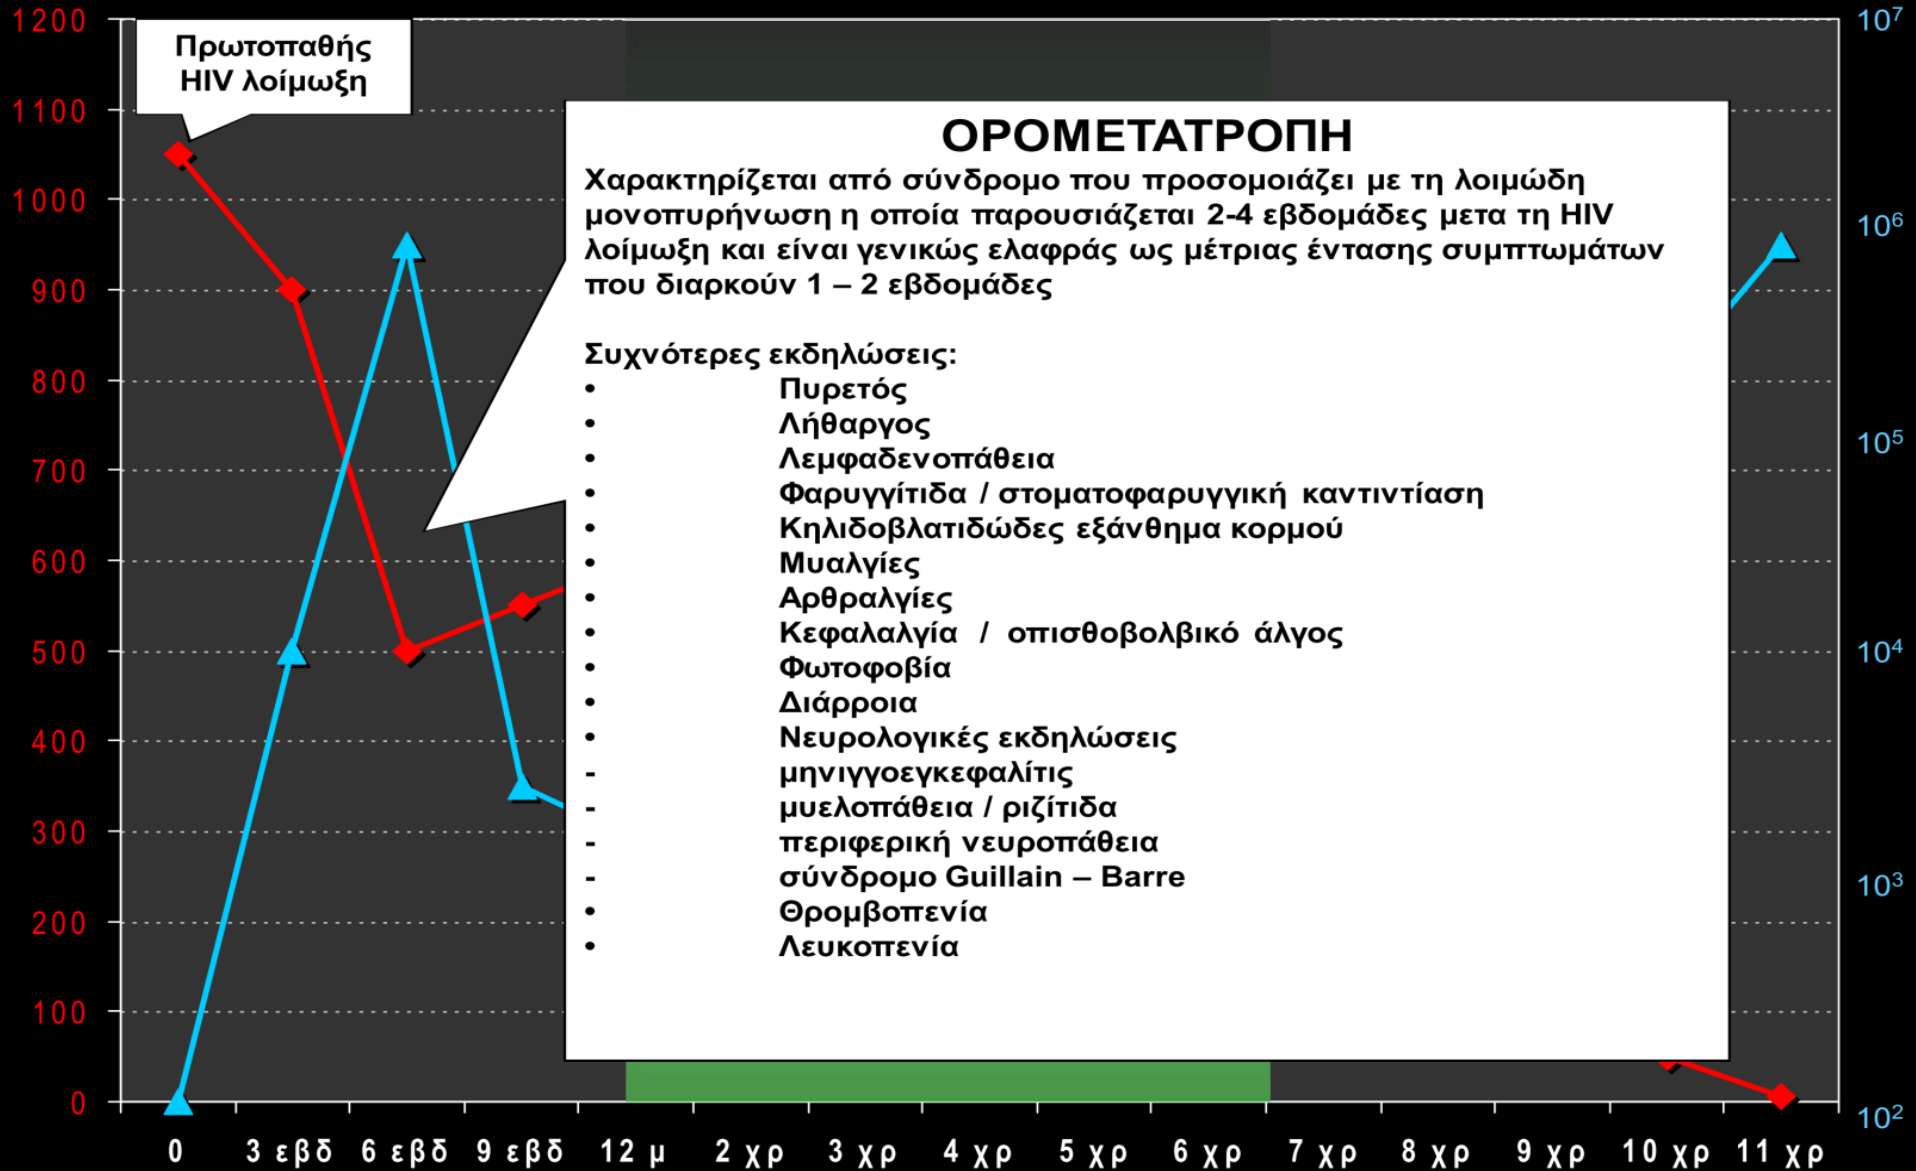 1200
1100
1000
900
800
700
600
500
400
300
200
100
0
Πρωτοπαθής
HIV λοίμωξη
ΟΡΟΜΕΤΑΤΡΟΠΗ
Χαρακτηρίζεται από σύνδρομο που προσομοιάζει με τη λοιμώδη
μονοπυρήνωση η οποία παρουσιάζεται 2-4 εβδομάδες μετα τη HIV
λοίμωξη και είναι γενικώς ελαφράς ως μέτριας έντασης συμπτωμάτων
που διαρκούν 1 – 2 εβδομάδες
Συχνότερες εκδηλώσεις:
• Πυρετός
• Λήθαργος
• Λεμφαδενοπάθεια
• Φαρυγγίτιδα / στοματοφαρυγγική καντιντίαση
• Κηλιδοβλατιδώδες εξάνθημα κορμού
• Μυαλγίες
• Αρθραλγίες
• Κεφαλαλγία / οπισθοβολβικό άλγος
• Φωτοφοβία
• Διάρροια
• Νευρολογικές εκδηλώσεις
- μηνιγγοεγκεφαλίτις
- μυελοπάθεια / ριζίτιδα
- περιφερική νευροπάθεια
- σύνδρομο Guillain – Barre
• Θρομβοπενία
• Λευκοπενία
10⁷
10⁶
10⁵
10⁴
10³
10²
0 3 εβδ 6 εβδ 9 εβδ 12 μ 2 χρ 3 χρ 4 χρ 5 χρ 6 χρ 7 χρ 8 χρ 9 χρ 10 χρ 11 χρ